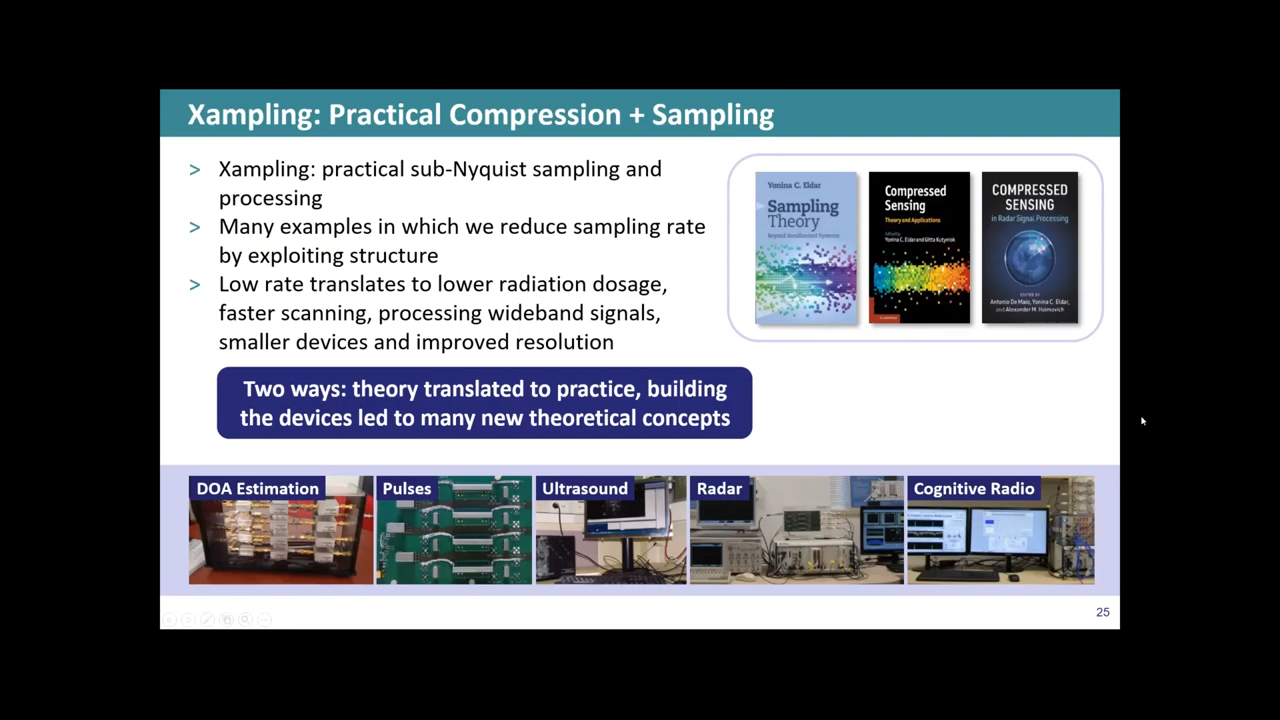 Xampling: Practical Compression + Sampling
> Xampling: practical sub-Nyquist sampling and
processing
> Many examples in which we reduce sampling rate
by exploiting structure
> Low rate translates to lower radiation dosage,
faster scanning, processing wideband signals,
smaller devices and improved resolution
Two ways: theory translated to practice, building
the devices led to many new theoretical concepts
Yonina C. Eldar
Sampling
Theory
Beyond Bandlimited Systems
Compressed
Sensing
Theory and Applications
Edited by
Yonina C. Eldar and Gitta Kutyniok
COMPRESSED
SENSING
in Radar Signal Processing
EDITED BY
Antonio De Maio, Yonina C. Eldar,
and Alexander M. Haimovich
DOA Estimation
Pulses
Ultrasound
Radar
Cognitive Radio
25